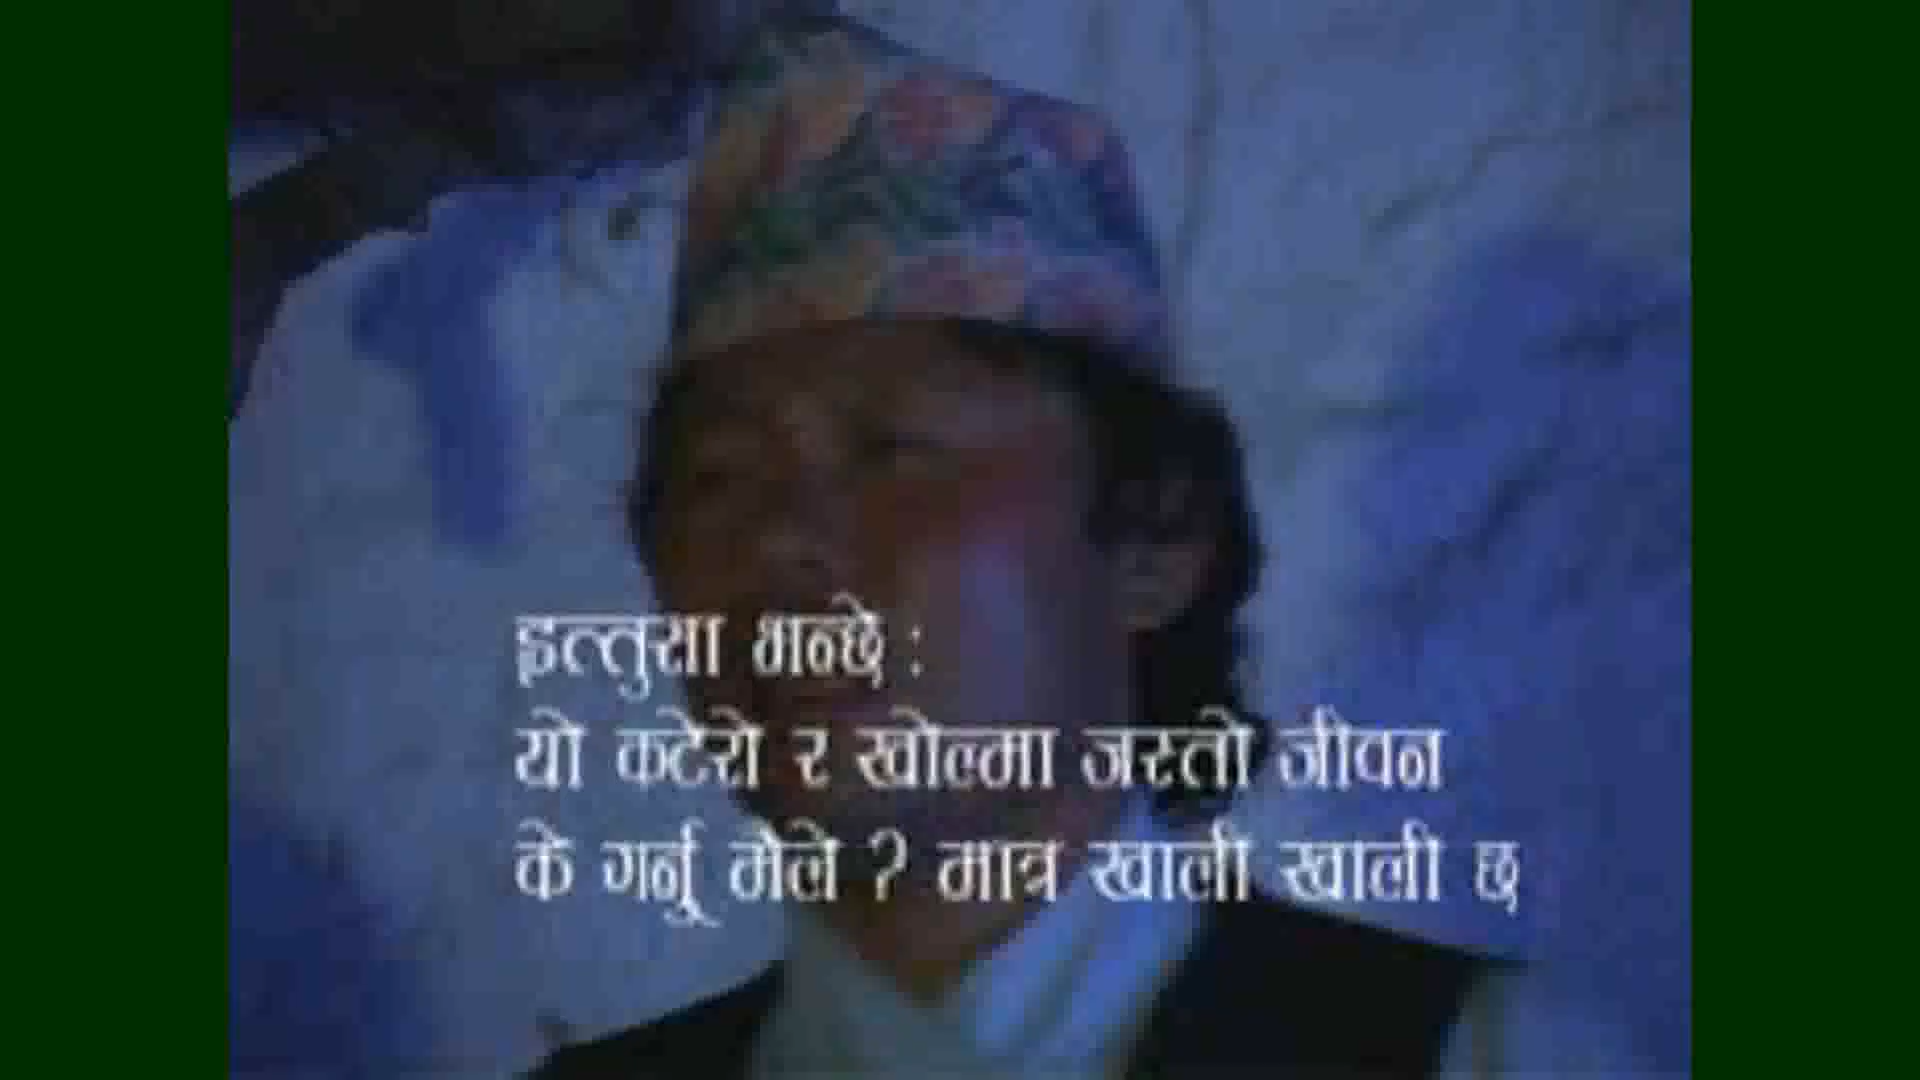 इत्तुसा भन्छे :
यो कटेरो र खोल्मा जस्तो जीवन
के गर्नु मैले ? मात्र खाली खाली छ